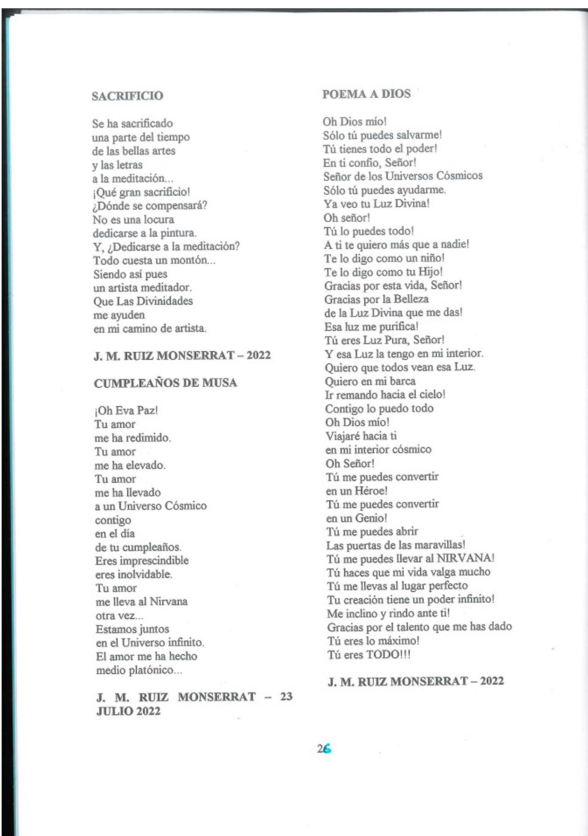 SACRIFICIO
Se ha sacrificado
una parte del tiempo
de las bellas artes
y las letras
a la meditación...
¡Qué gran sacrificio!
¿Dónde se compensará?
No es una locura
dedicarse a la pintura.
Y, ¿Dedicarse a la meditación?
Todo cuesta un montón...
Siendo así pues
un artista meditador.
Que Las Divinidades
me ayuden
en mi camino de artista.
J. M. RUIZ MONSERRAT – 2022
CUMPLEAÑOS DE MUSA
¡Oh Eva Paz!
Tu amor
me ha redimido.
Tu amor
me ha elevado.
Tu amor
me ha llevado
a un Universo Cósmico
contigo
en el día
de tu cumpleaños.
Eres imprescindible
eres inolvidable.
Tu amor
me lleva al Nirvana
otra vez...
Estamos juntos
en el Universo infinito.
El amor me ha hecho
medio platónico...
J. M. RUIZ MONSERRAT – 23
JULIO 2022
POEMA A DIOS
Oh Dios mío!
Sólo tú puedes salvarme!
Tú tienes todo el poder!
En ti confío, Señor!
Señor de los Universos Cósmicos
Sólo tú puedes ayudarme.
Ya veo tu Luz Divina!
Oh señor!
Tú lo puedes todo!
A ti te quiero más que a nadie!
Te lo digo como un niño!
Te lo digo como tu Hijo!
Gracias por esta vida, Señor!
Gracias por la Belleza
de la Luz Divina que me das!
Esa luz me purifica!
Tú eres Luz Pura, Señor!
Y esa Luz la tengo en mi interior.
Quiero que todos vean esa Luz.
Quiero en mi barca
Ir remando hacia el cielo!
Contigo lo puedo todo
Oh Dios mío!
Viajaré hacia ti
en mi interior cósmico
Oh Señor!
Tú me puedes convertir
en un Héroe!
Tú me puedes convertir
en un Genio!
Tú me puedes abrir
Las puertas de las maravillas!
Tú me puedes llevar al NIRVANA!
Tú haces que mi vida valga mucho
Tú me llevas al lugar perfecto
Tu creación tiene un poder infinito!
Me inclino y rindo ante ti!
Gracias por el talento que me has dado
Tú eres lo máximo!
Tú eres TODO!!!
J. M. RUIZ MONSERRAT – 2022
26